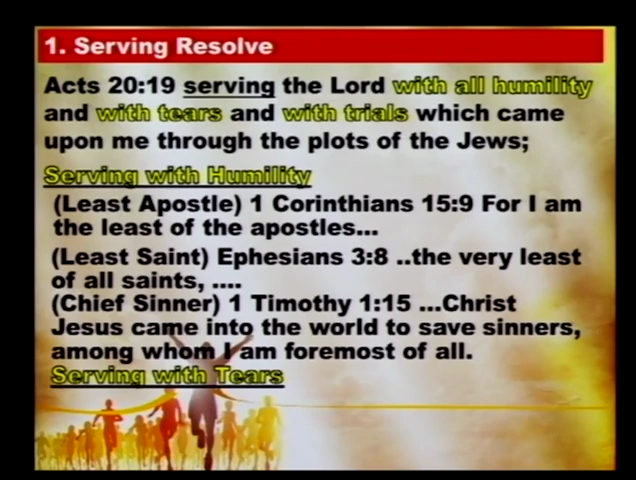 1. Serving Resolve
Acts 20:19 serving the Lord with all humility
and with tears and with trials which came
upon me through the plots of the Jews;
Serving with Humility
(Least Apostle) 1 Corinthians 15:9 For I am
the least of the apostles...
(Least Saint) Ephesians 3:8 ..the very least
of all saints, ....
(Chief Sinner) 1 Timothy 1:15 ...Christ
Jesus came into the world to save sinners,
among whom I am foremost of all.
Serving with Tears